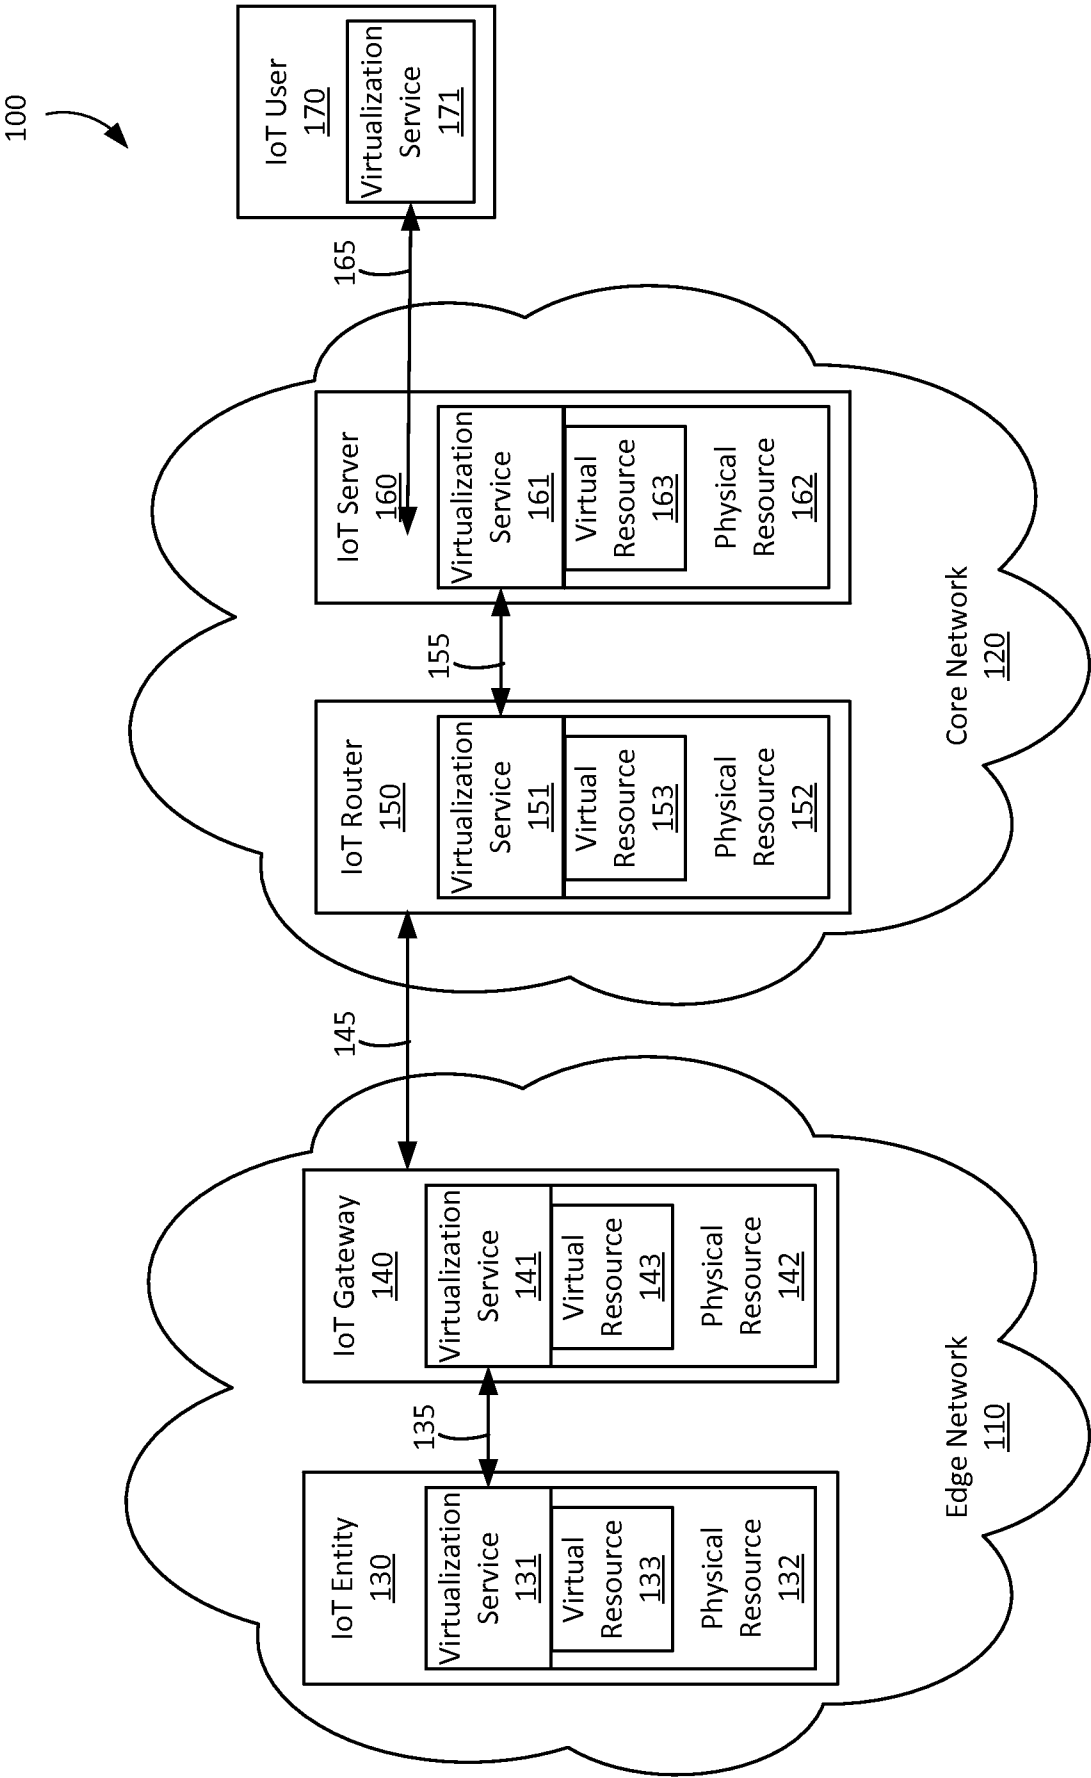 100
IoT Entity
130
Virtualization
Service
131
Virtual
Resource
133
Physical
Resource
132
135
IoT Gateway
140
Virtualization
Service
141
Virtual
Resource
143
Physical
Resource
142
Edge Network
110
145
IoT Router
150
Virtualization
Service
151
Virtual
Resource
153
Physical
Resource
152
155
IoT Server
160
Virtualization
Service
161
Virtual
Resource
163
Physical
Resource
162
Core Network
120
165
IoT User
170
Virtualization
Service
171